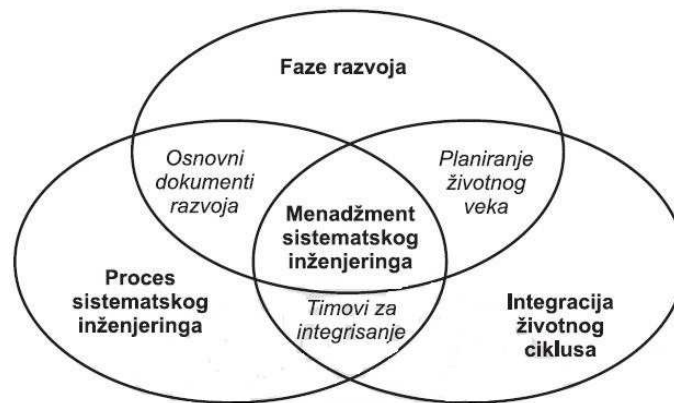 Faze razvoja
Osnovni
dokumenti
razvoja
Planiranje
životnog
veka
Menadžment
sistematskog
inženjeringa
Proces
sistematskog
inženjeringa
Timovi za
integrisanje
Integracija
životnog
ciklusa